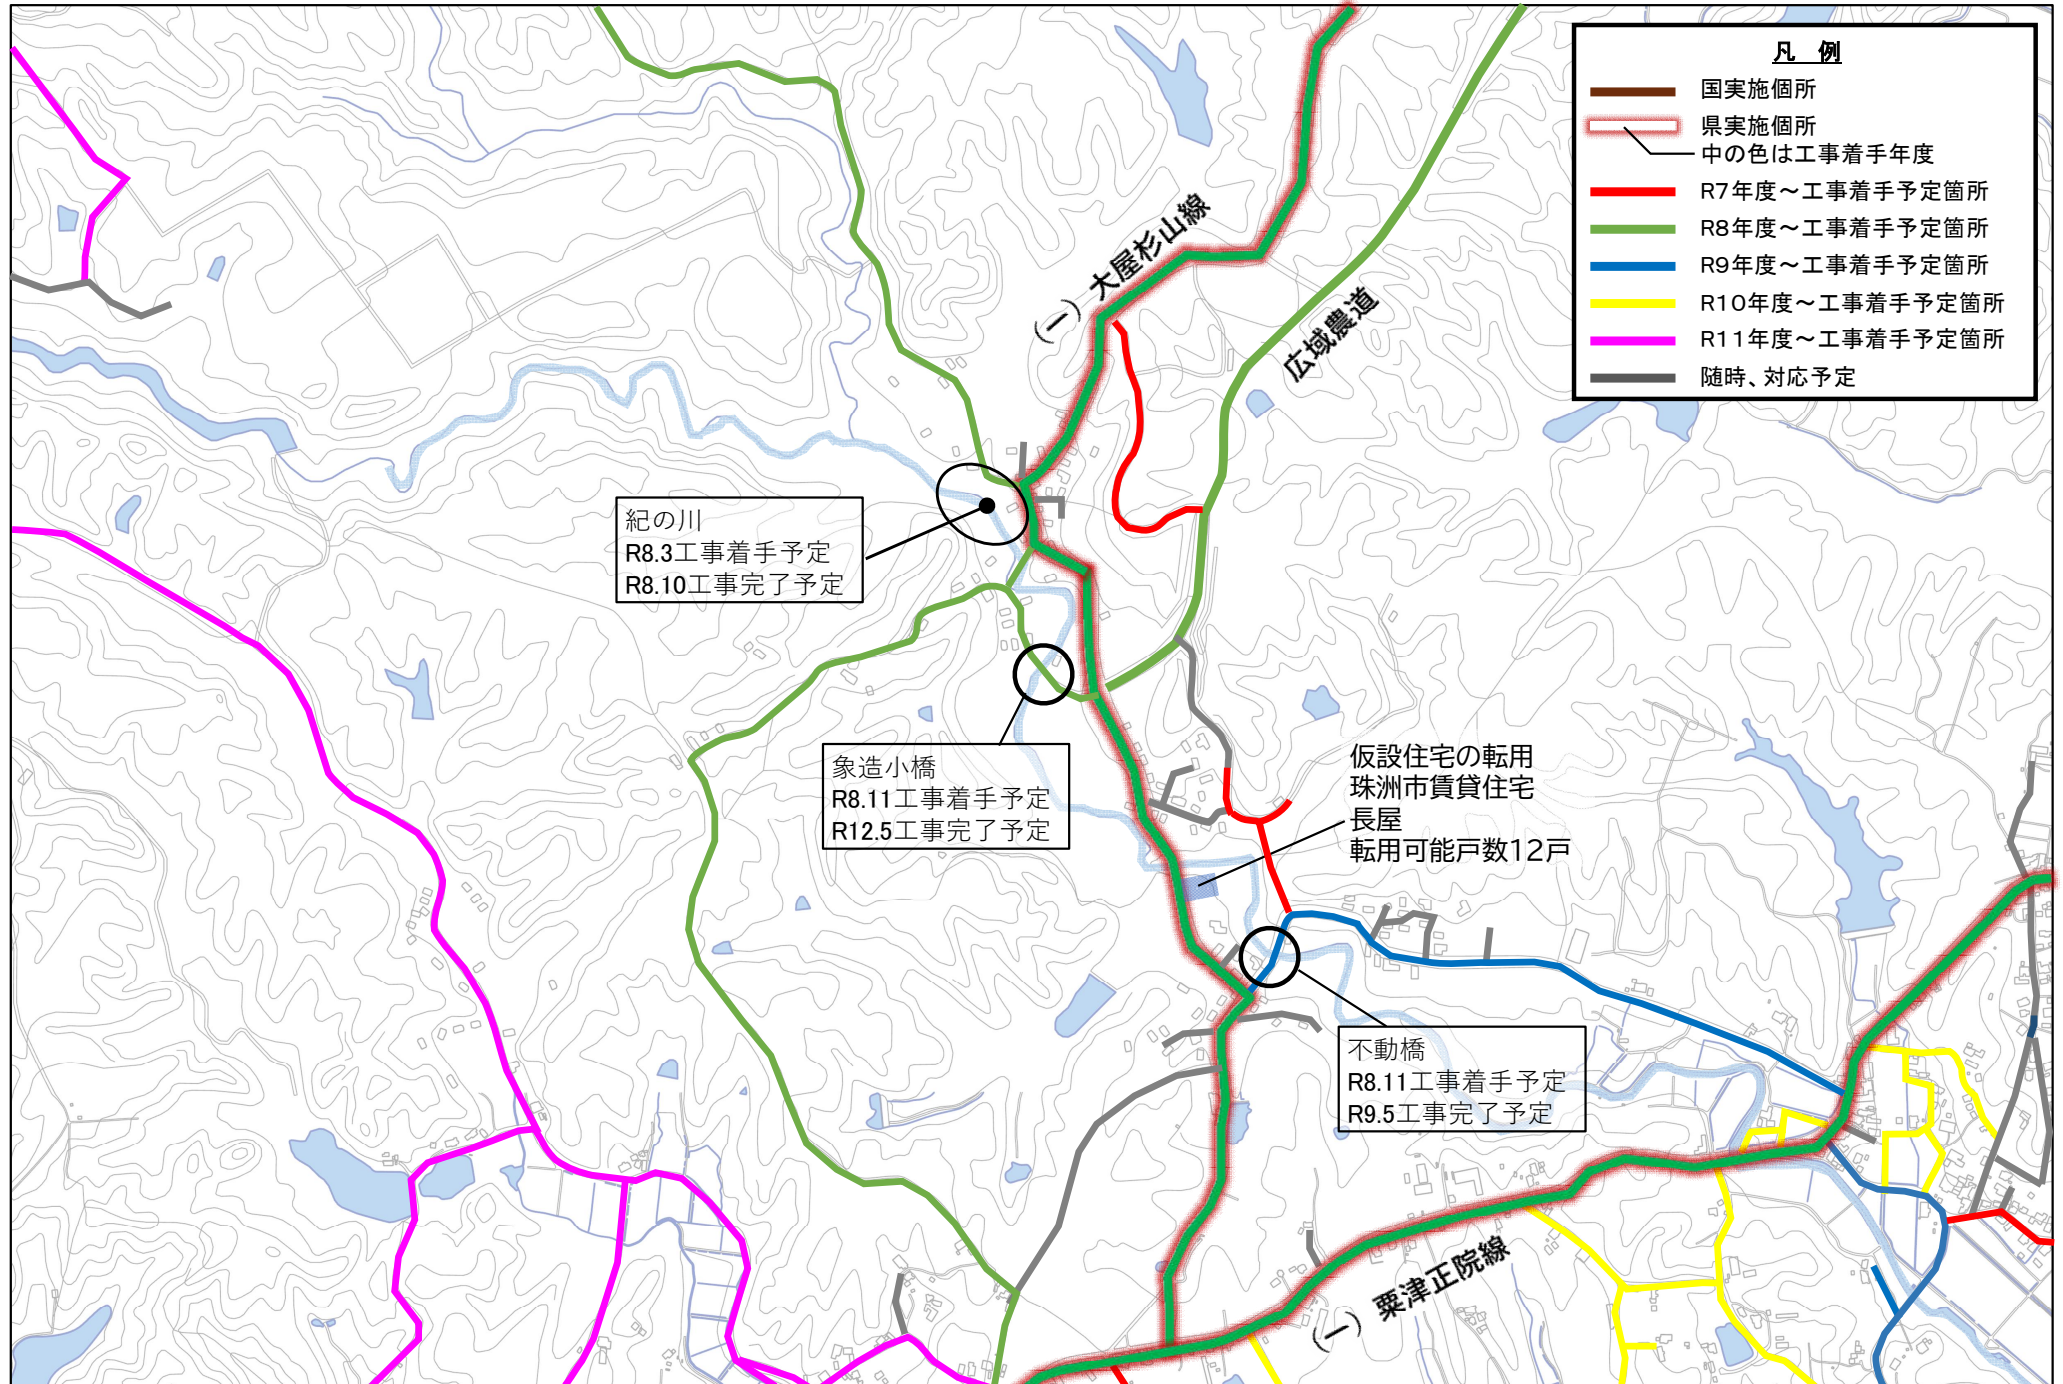 凡 例
国実施個所
県実施個所
中の色は工事着手年度
R7年度～工事着手予定箇所
R8年度～工事着手予定箇所
R9年度～工事着手予定箇所
R10年度～工事着手予定箇所
R11年度～工事着手予定箇所
随時、対応予定
(一) 大屋杉山線
広域農道
紀の川
R8.3工事着手予定
R8.10工事完了予定
象造小橋
R8.11工事着手予定
R12.5工事完了予定
仮設住宅の転用
珠洲市賃貸住宅
長屋
転用可能戸数12戸
不動橋
R8.11工事着手予定
R9.5工事完了予定
(一) 粟津正院線